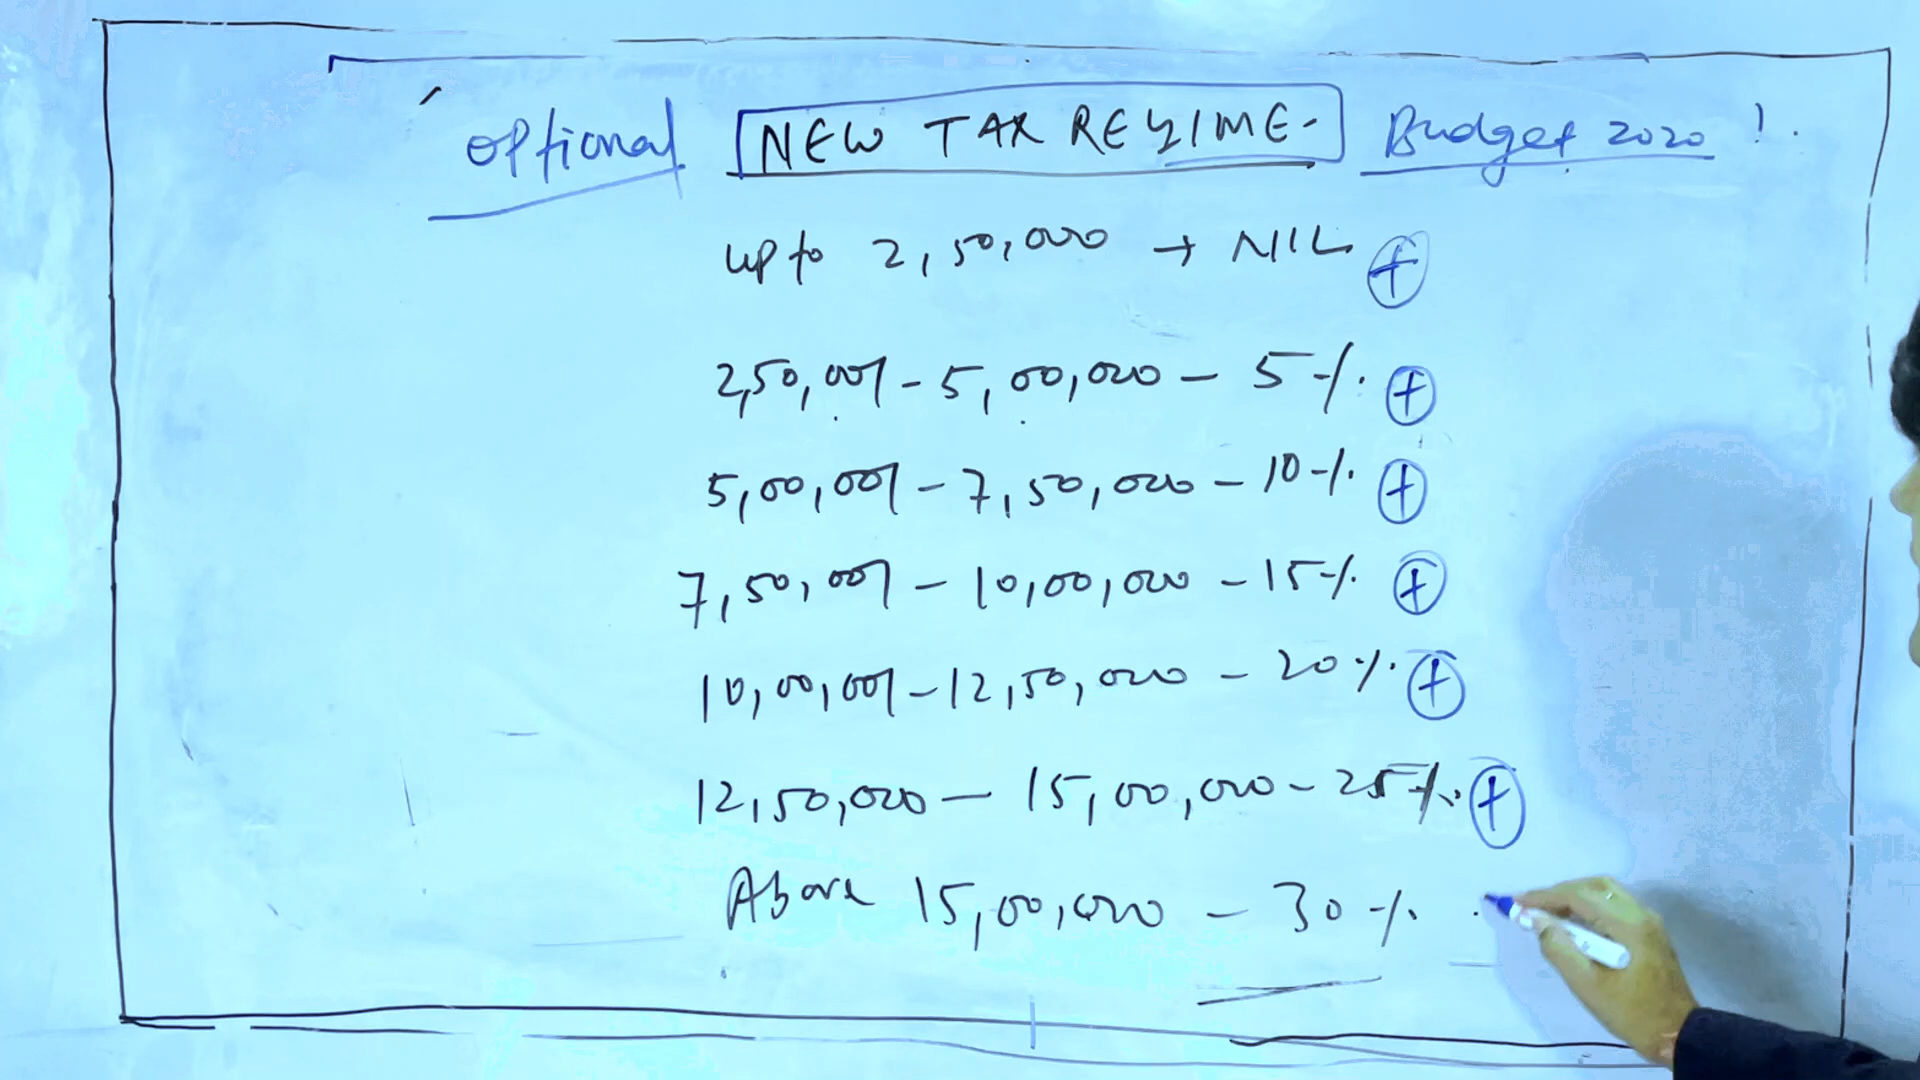 optional NEW TAX REGIME - Budget 2020 !
up to 2,50,000 → NIL +
2,50,001 - 5,00,000 - 5% +
5,00,001 - 7,50,000 - 10% +
7,50,001 - 10,00,000 - 15% +
10,00,001 - 12,50,000 - 20% +
12,50,000 - 15,00,000 - 25% +
Above 15,00,000 - 30%